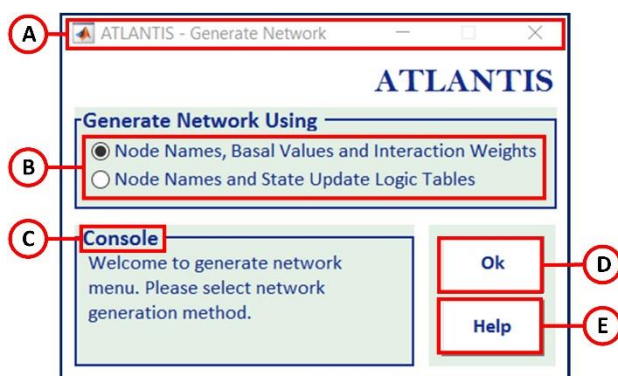 A
ATLANTIS - Generate Network
ATLANTIS
Generate Network Using
B
Node Names, Basal Values and Interaction Weights
Node Names and State Update Logic Tables
C
Console
Welcome to generate network
menu. Please select network
generation method.
Ok
D
Help
E